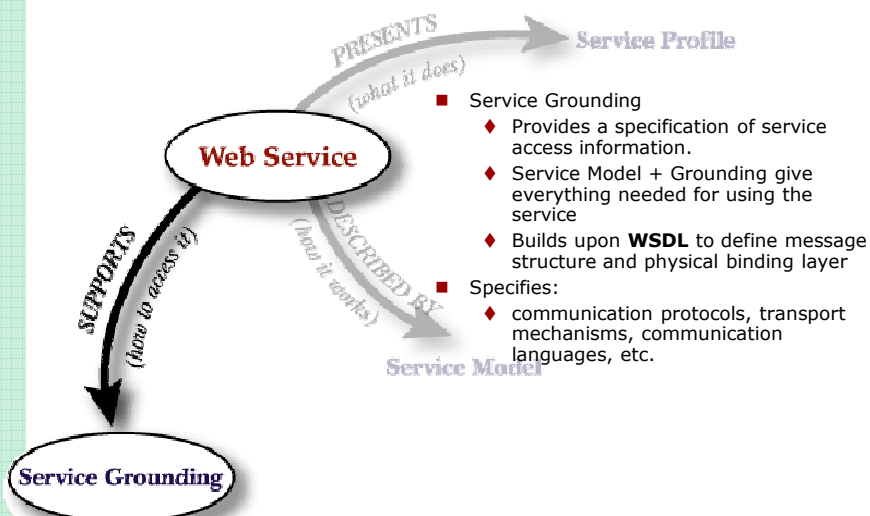 PRESENTS
(what it does)
Service Profile
Web Service
■ Service Grounding
♦ Provides a specification of service
access information.
♦ Service Model + Grounding give
everything needed for using the
service
♦ Builds upon WSDL to define message
structure and physical binding layer
■ Specifies:
♦ communication protocols, transport
mechanisms, communication
languages, etc.
DESCRIBED BY
(how it works)
Service Model
SUPPORTS
(how to access it)
Service Grounding